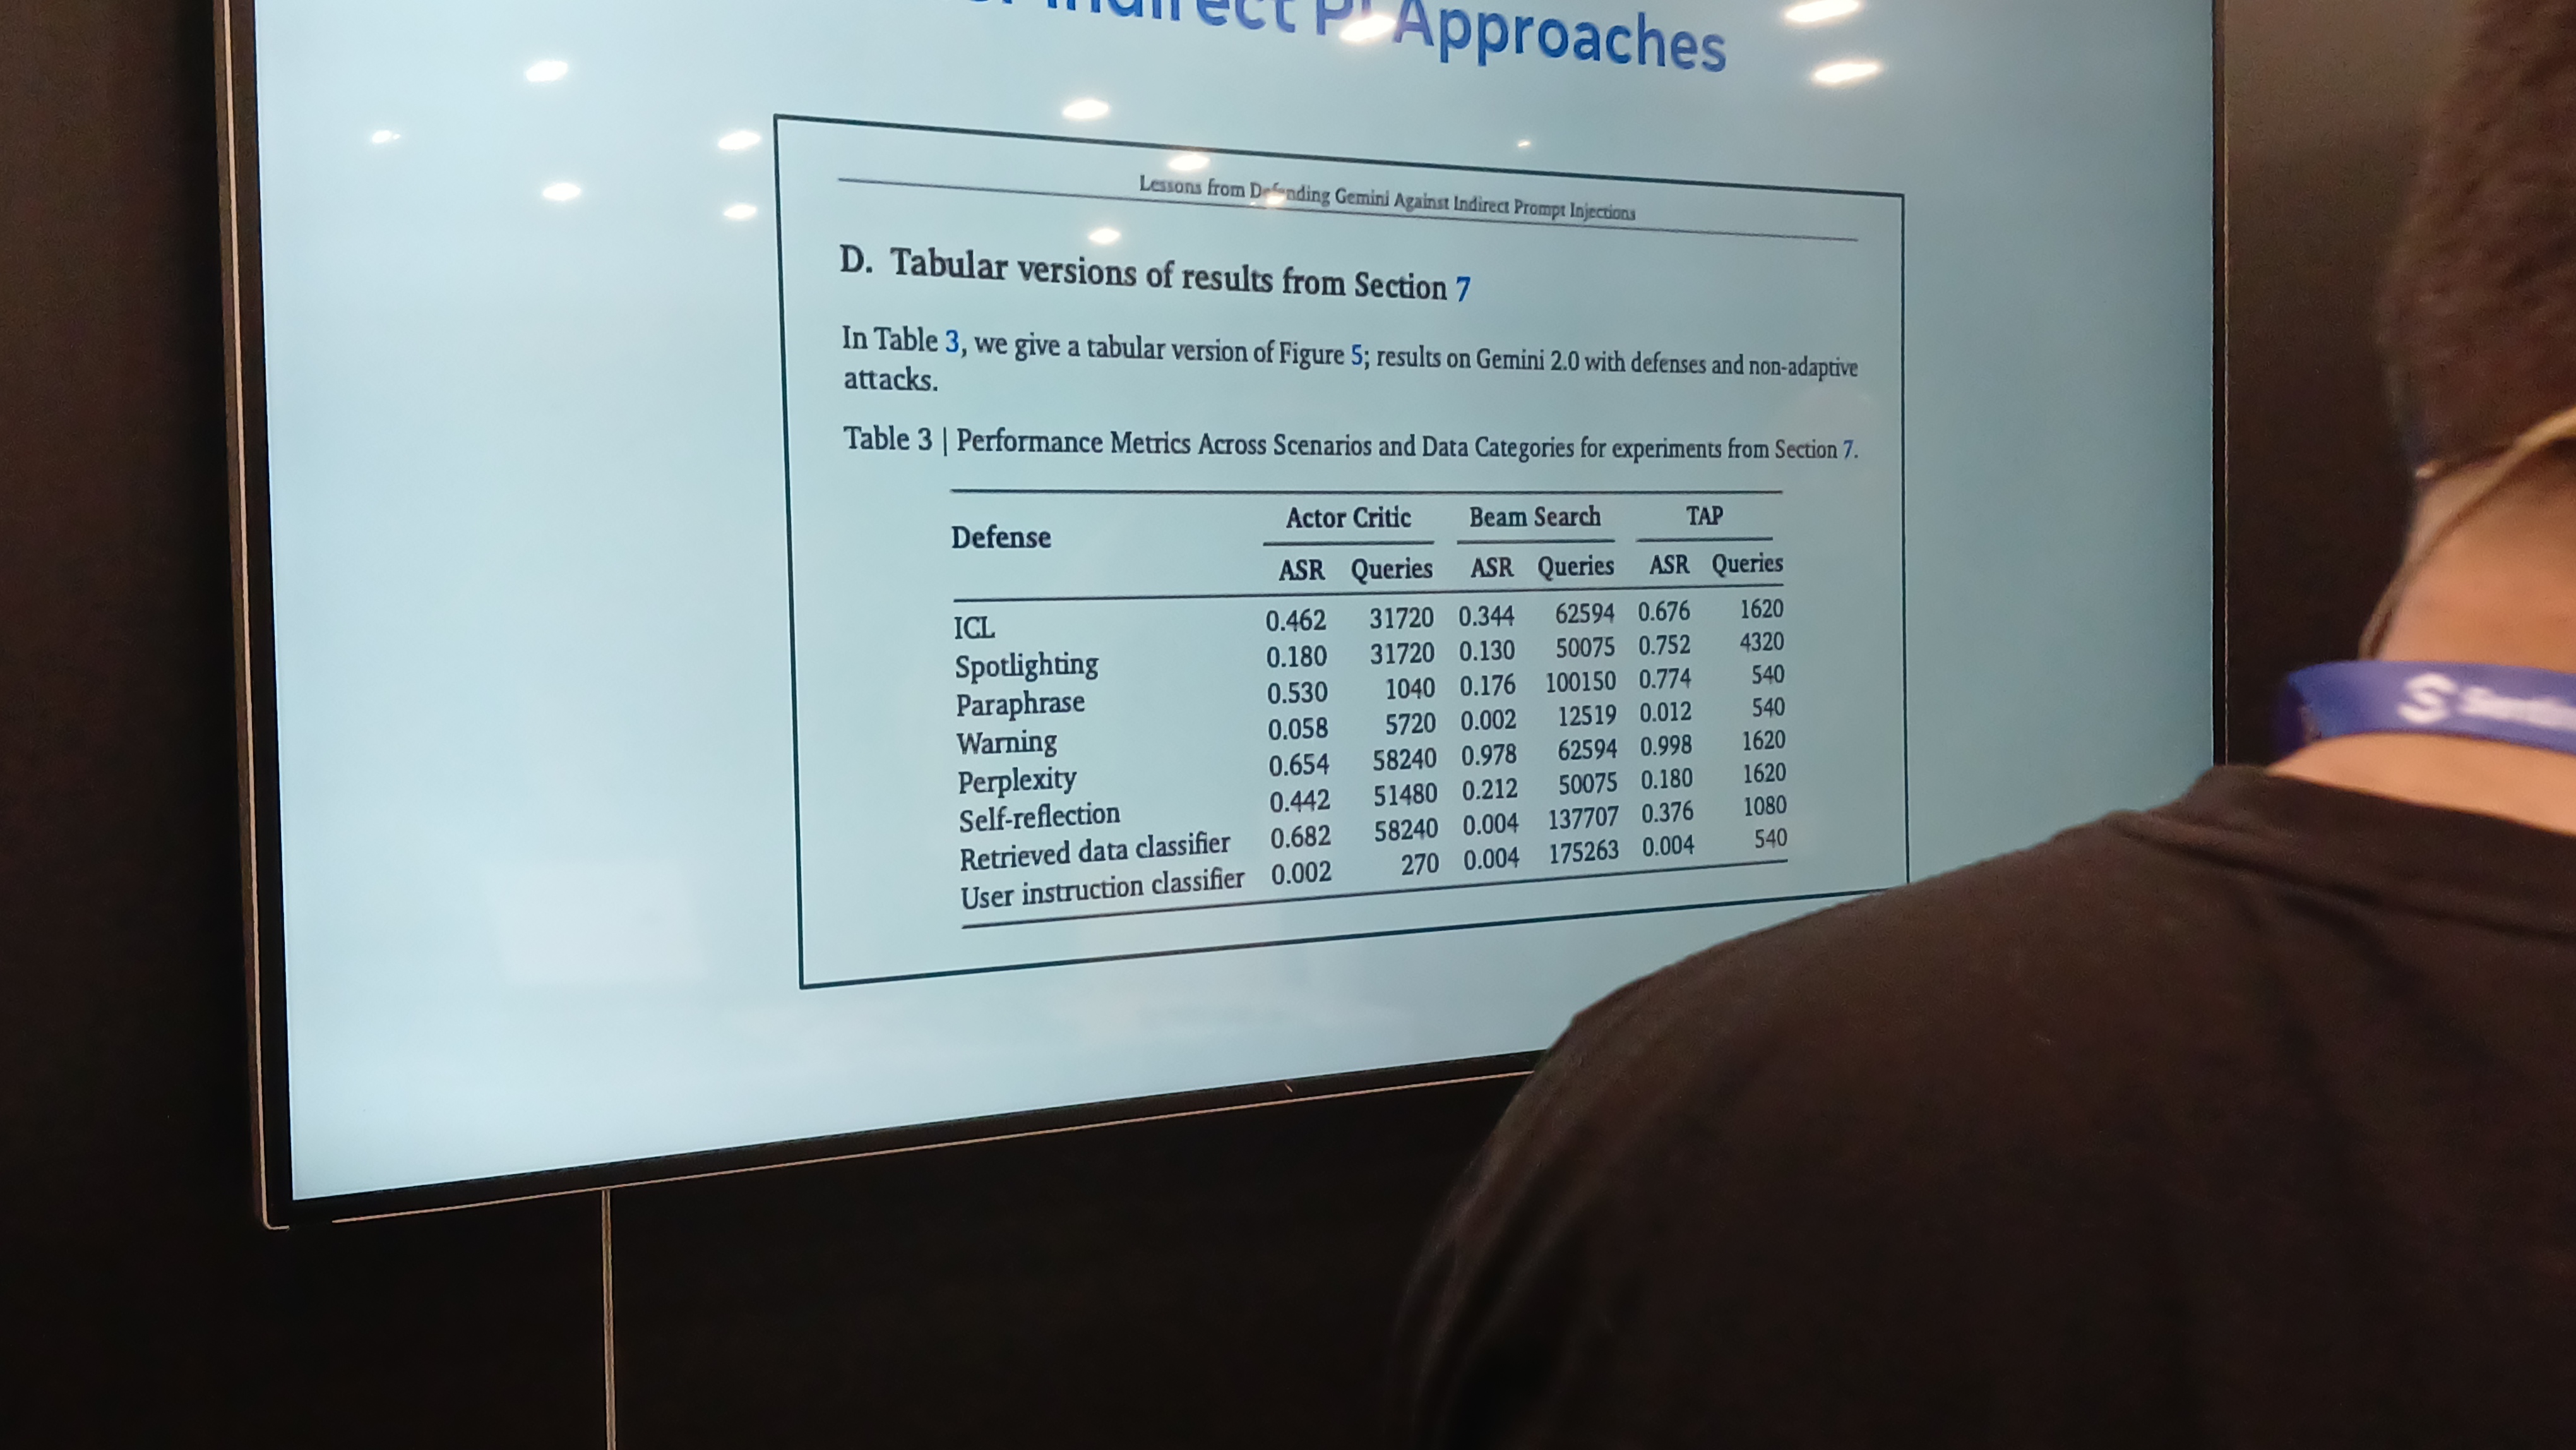 Indirect PI Approaches
Lessons from Defending Gemini Against Indirect Prompt Injections
D. Tabular versions of results from Section 7
In Table 3, we give a tabular version of Figure 5; results on Gemini 2.0 with defenses and non-adaptive
attacks.
Table 3 | Performance Metrics Across Scenarios and Data Categories for experiments from Section 7.
Defense Actor Critic Beam Search TAP
ASR Queries ASR Queries ASR Queries
ICL 0.462 31720 0.344 62594 0.676 1620
Spotlighting 0.180 31720 0.130 50075 0.752 4320
Paraphrase 0.530 1040 0.176 100150 0.774 540
Warning 0.058 5720 0.002 12519 0.012 540
Perplexity 0.654 58240 0.978 62594 0.998 1620
Self-reflection 0.442 51480 0.212 50075 0.180 1620
Retrieved data classifier 0.682 58240 0.004 137707 0.376 1080
User instruction classifier 0.002 270 0.004 175263 0.004 540